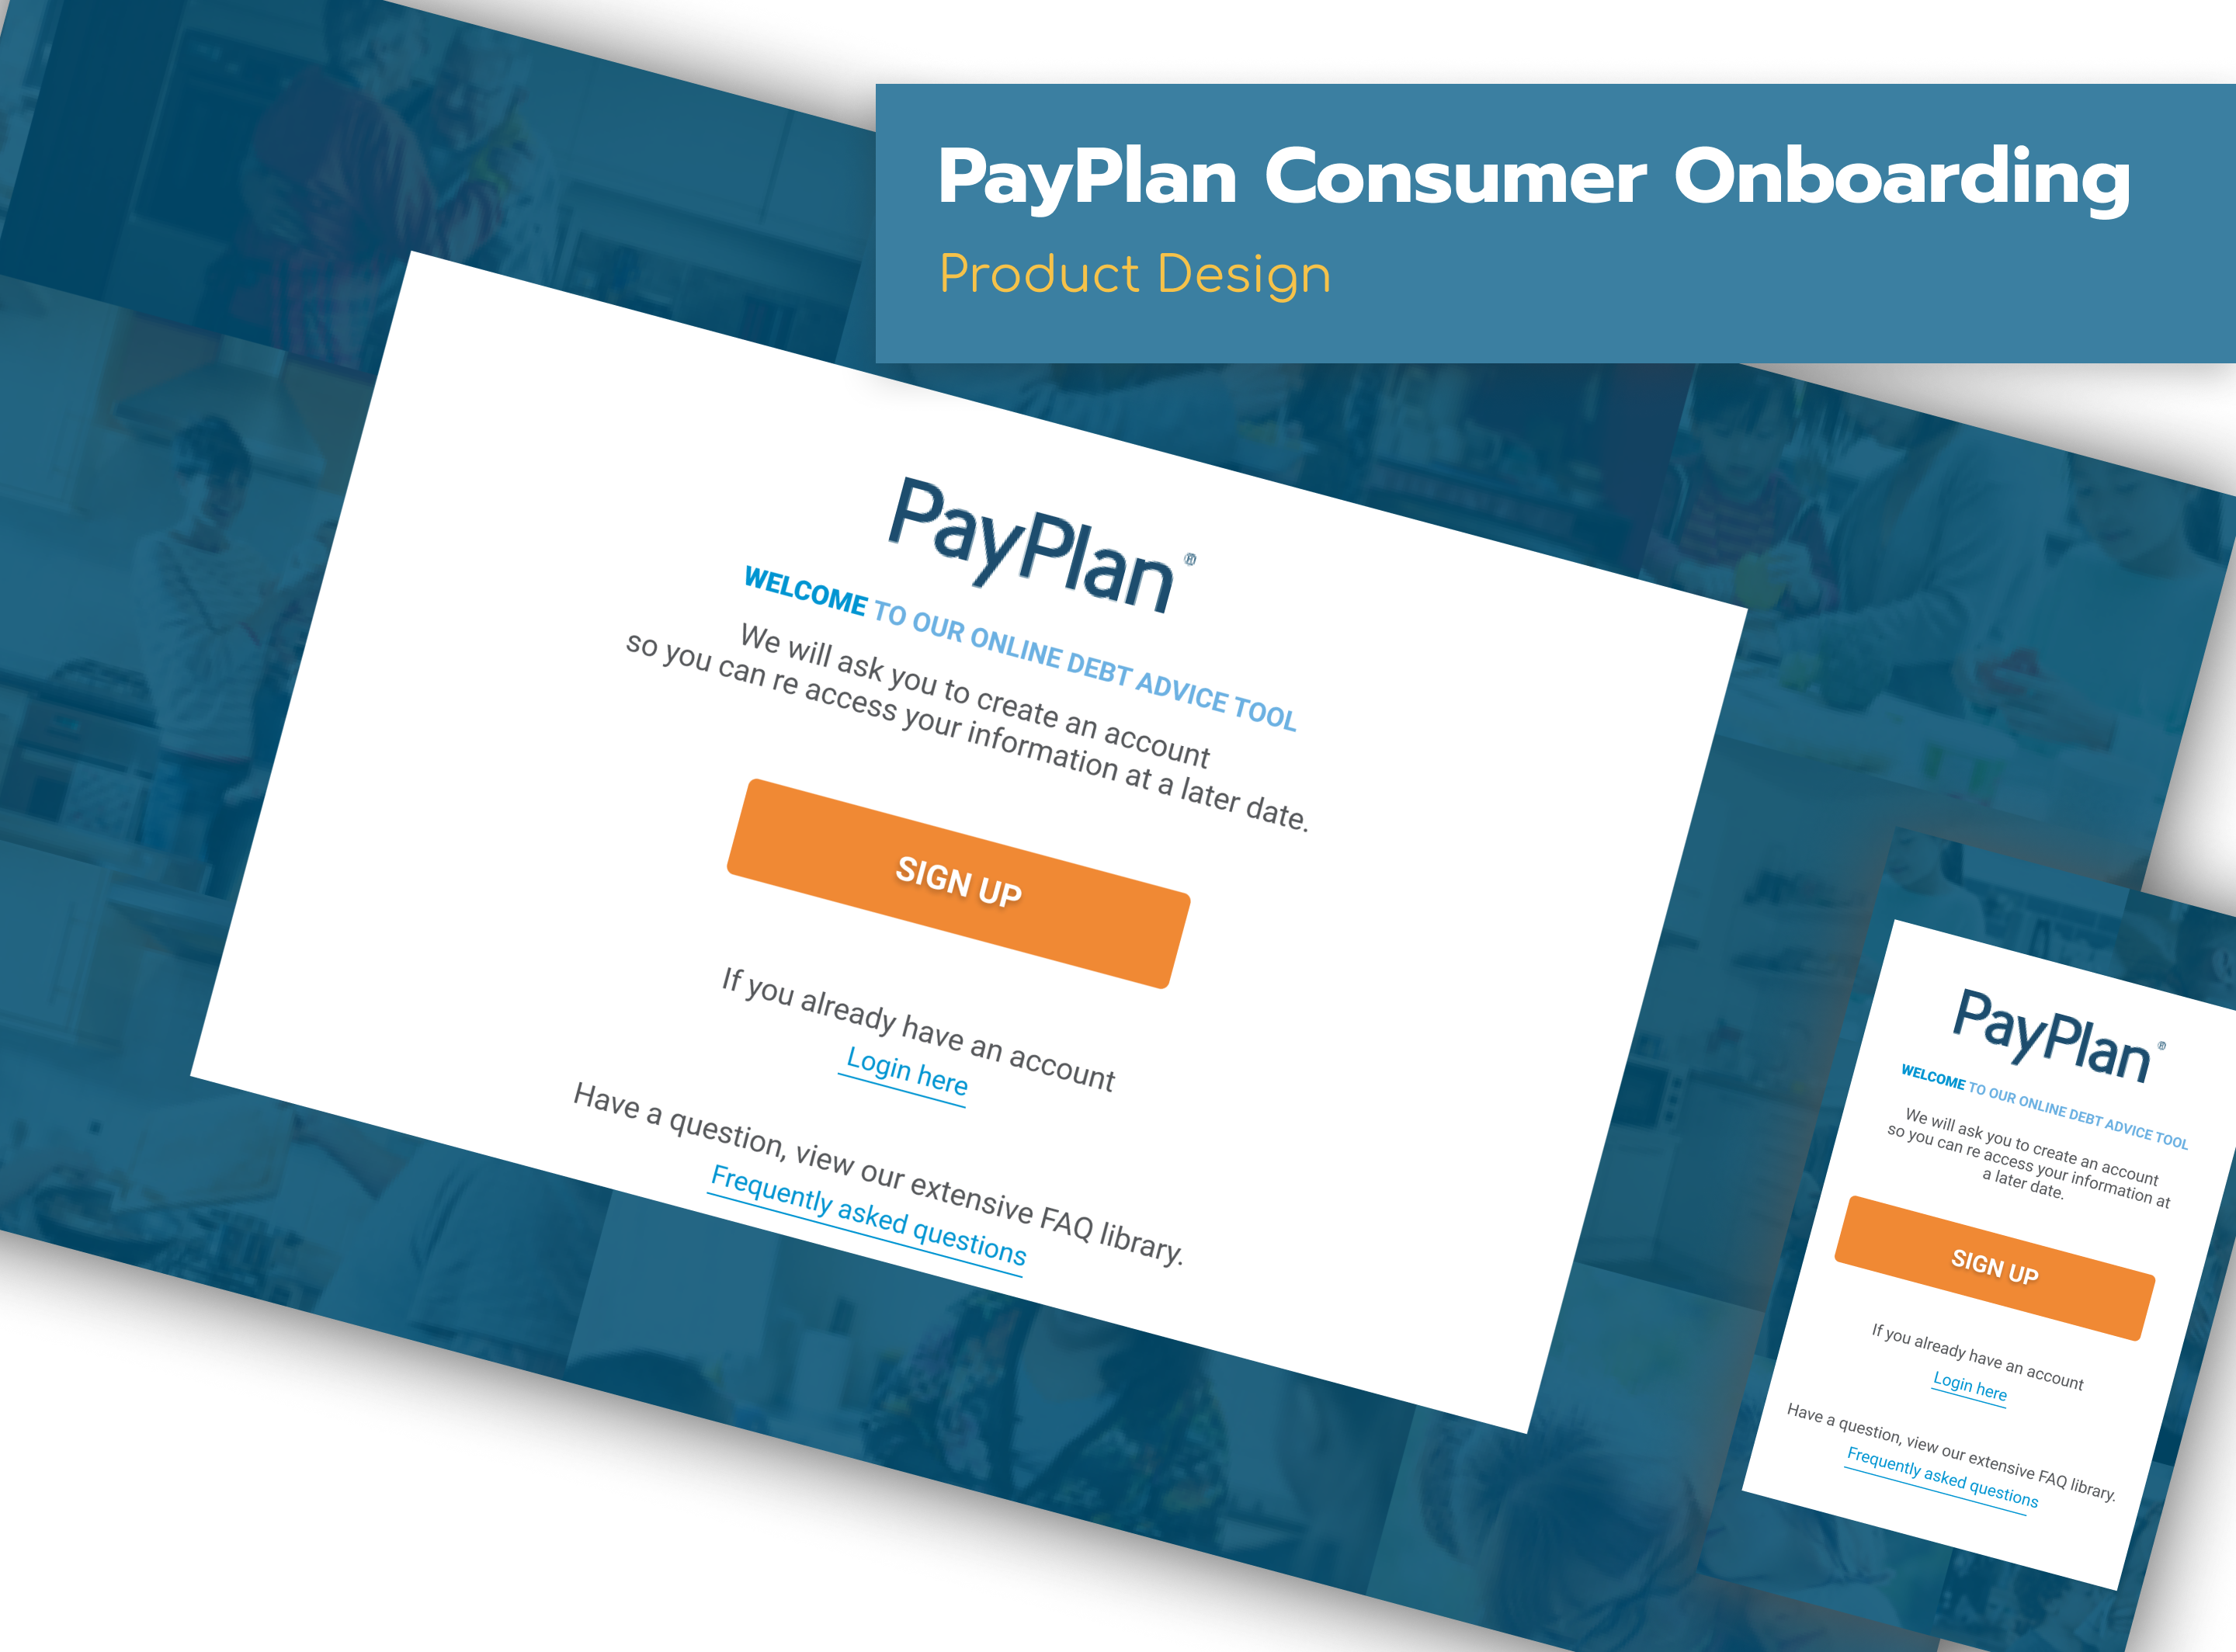 PayPlan Consumer Onboarding
Product Design
PayPlan®
WELCOME TO OUR ONLINE DEBT ADVICE TOOL
We will ask you to create an account
so you can re access your information at a later date.
SIGN UP
If you already have an account
Login here
Have a question, view our extensive FAQ library.
Frequently asked questions
PayPlan®
WELCOME TO OUR ONLINE DEBT ADVICE TOOL
We will ask you to create an account
so you can re access your information at
a later date.
SIGN UP
If you already have an account
Login here
Have a question, view our extensive FAQ library.
Frequently asked questions